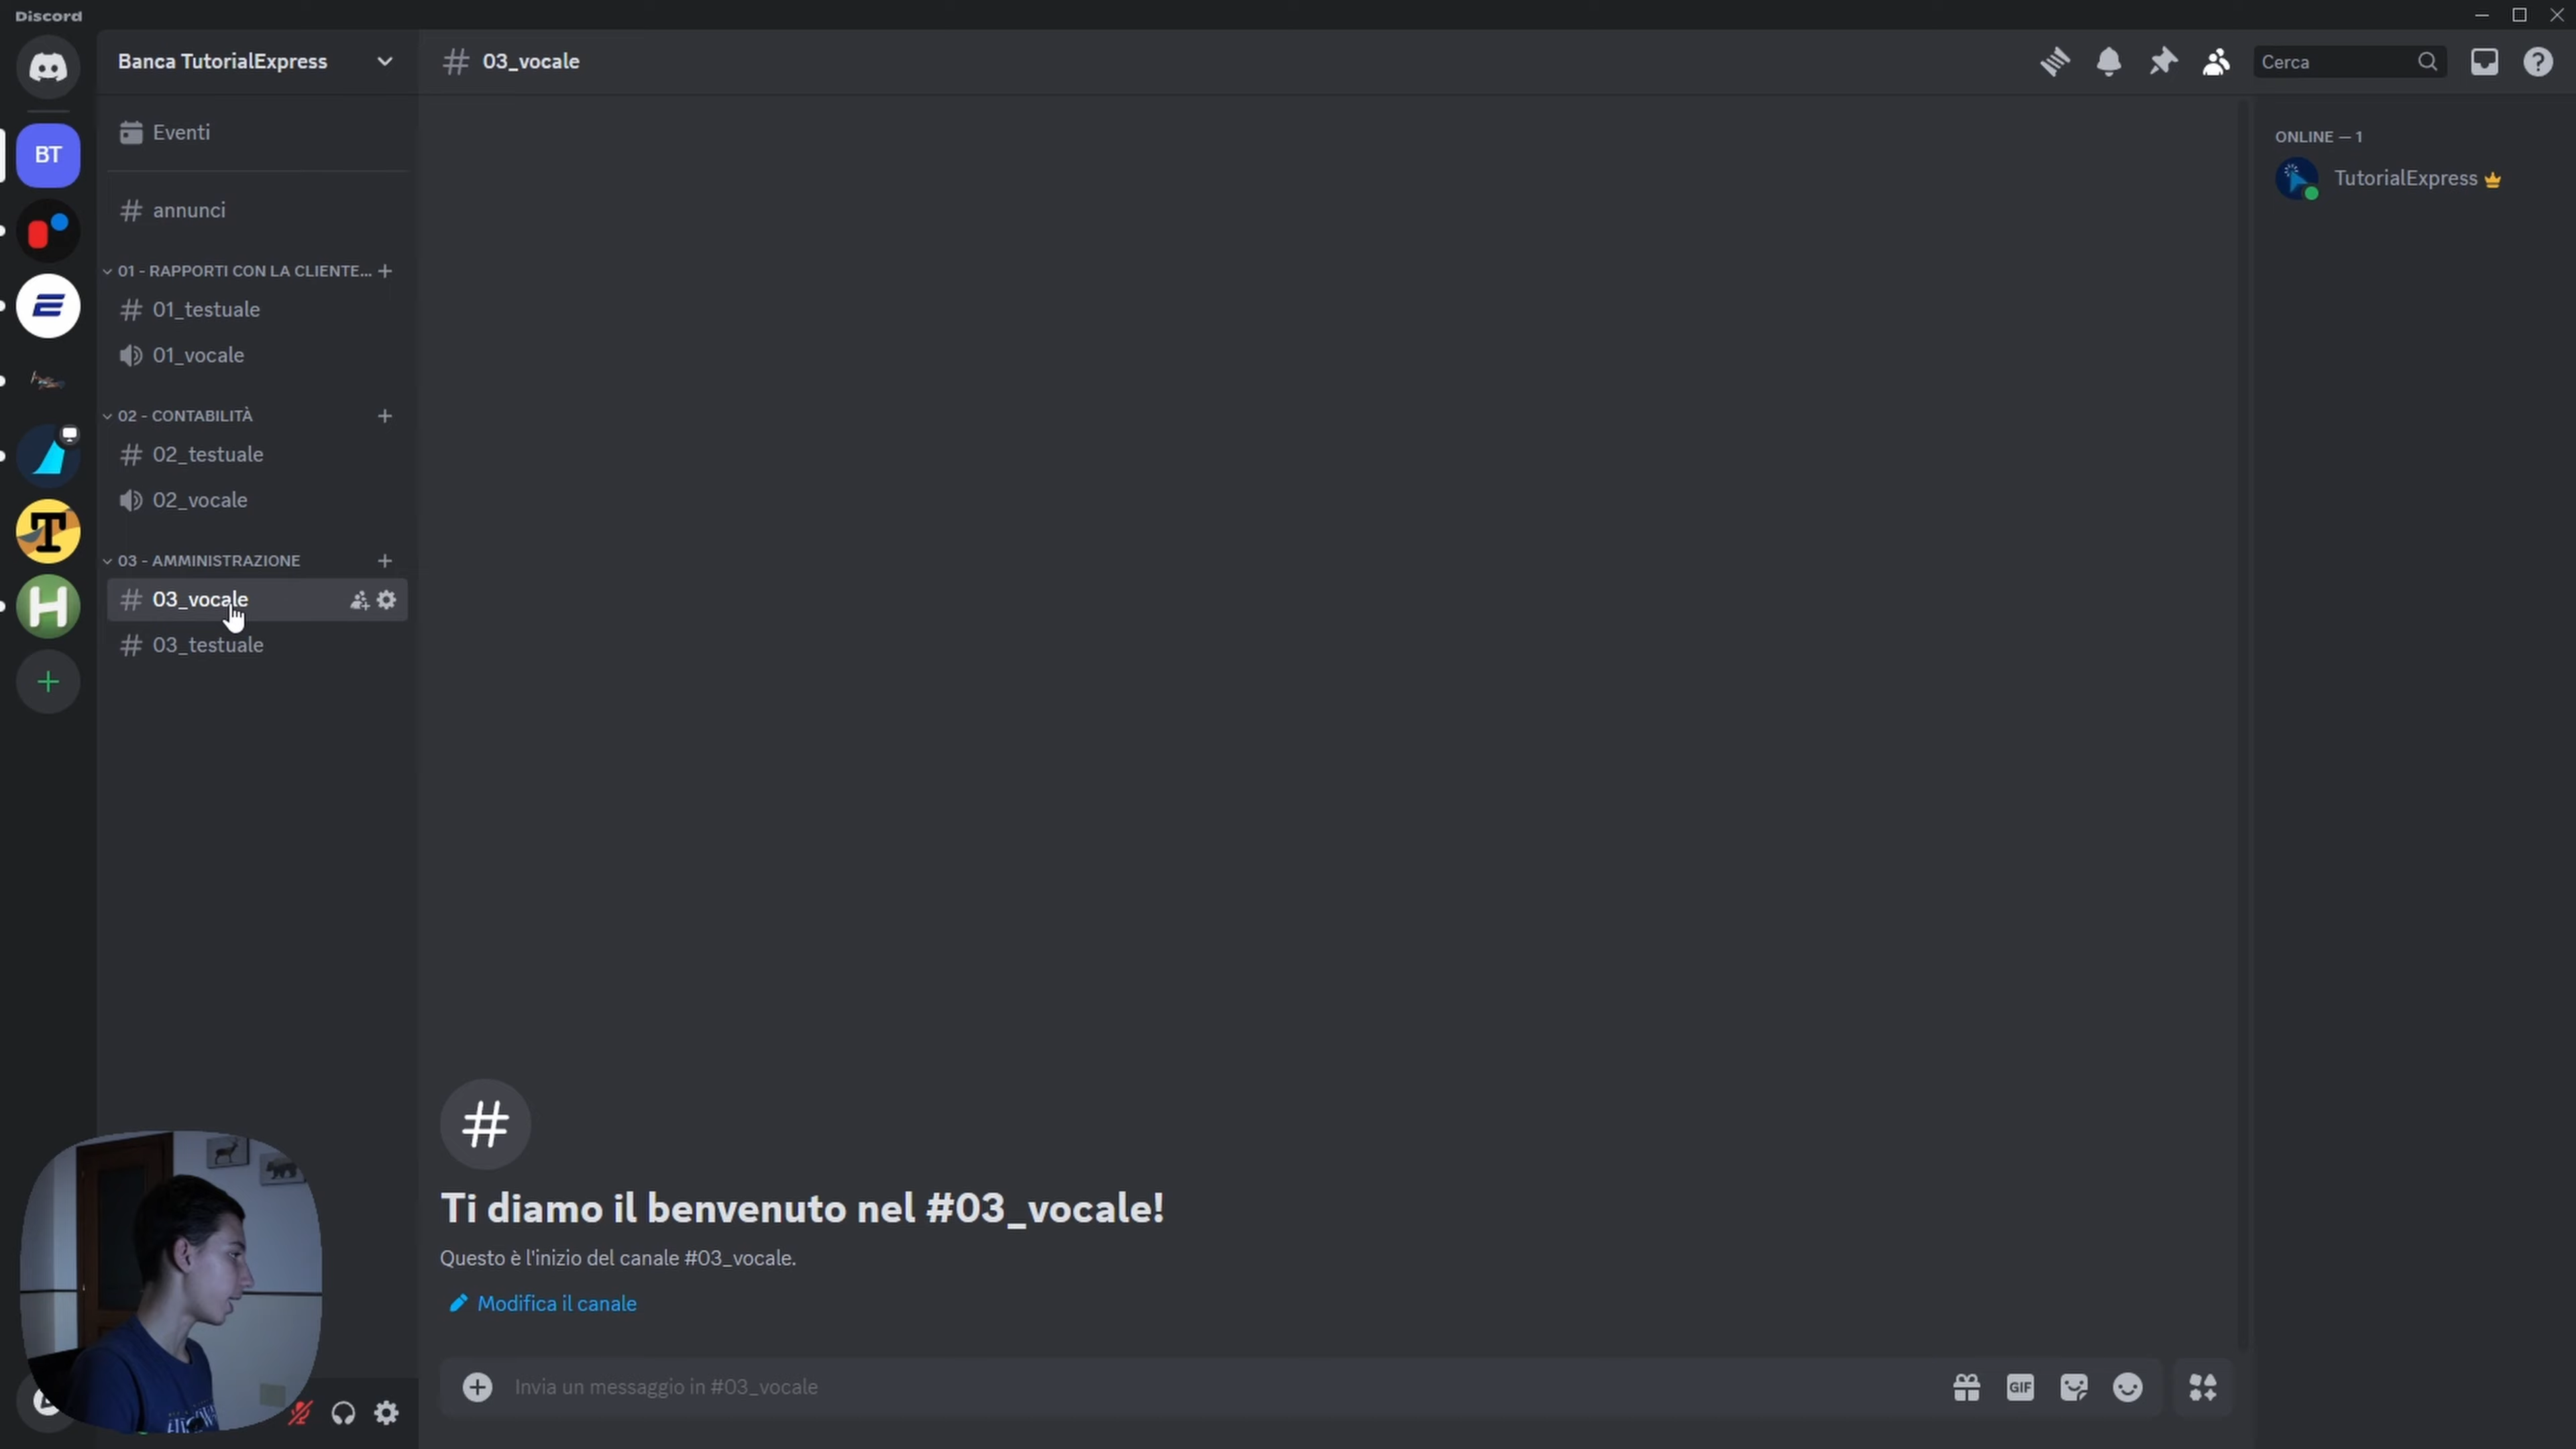 Discord
Banca TutorialExpress
03_vocale
Cerca
BT
Eventi
annunci
01 - RAPPORTI CON LA CLIENTE...
01_testuale
01_vocale
02 - CONTABILITÀ
02_testuale
02_vocale
T
03 - AMMINISTRAZIONE
03_vocale
H
03_testuale
ONLINE — 1
TutorialExpress
Ti diamo il benvenuto nel #03_vocale!
Questo è l'inizio del canale #03_vocale.
Modifica il canale
Invia un messaggio in #03_vocale
GIF